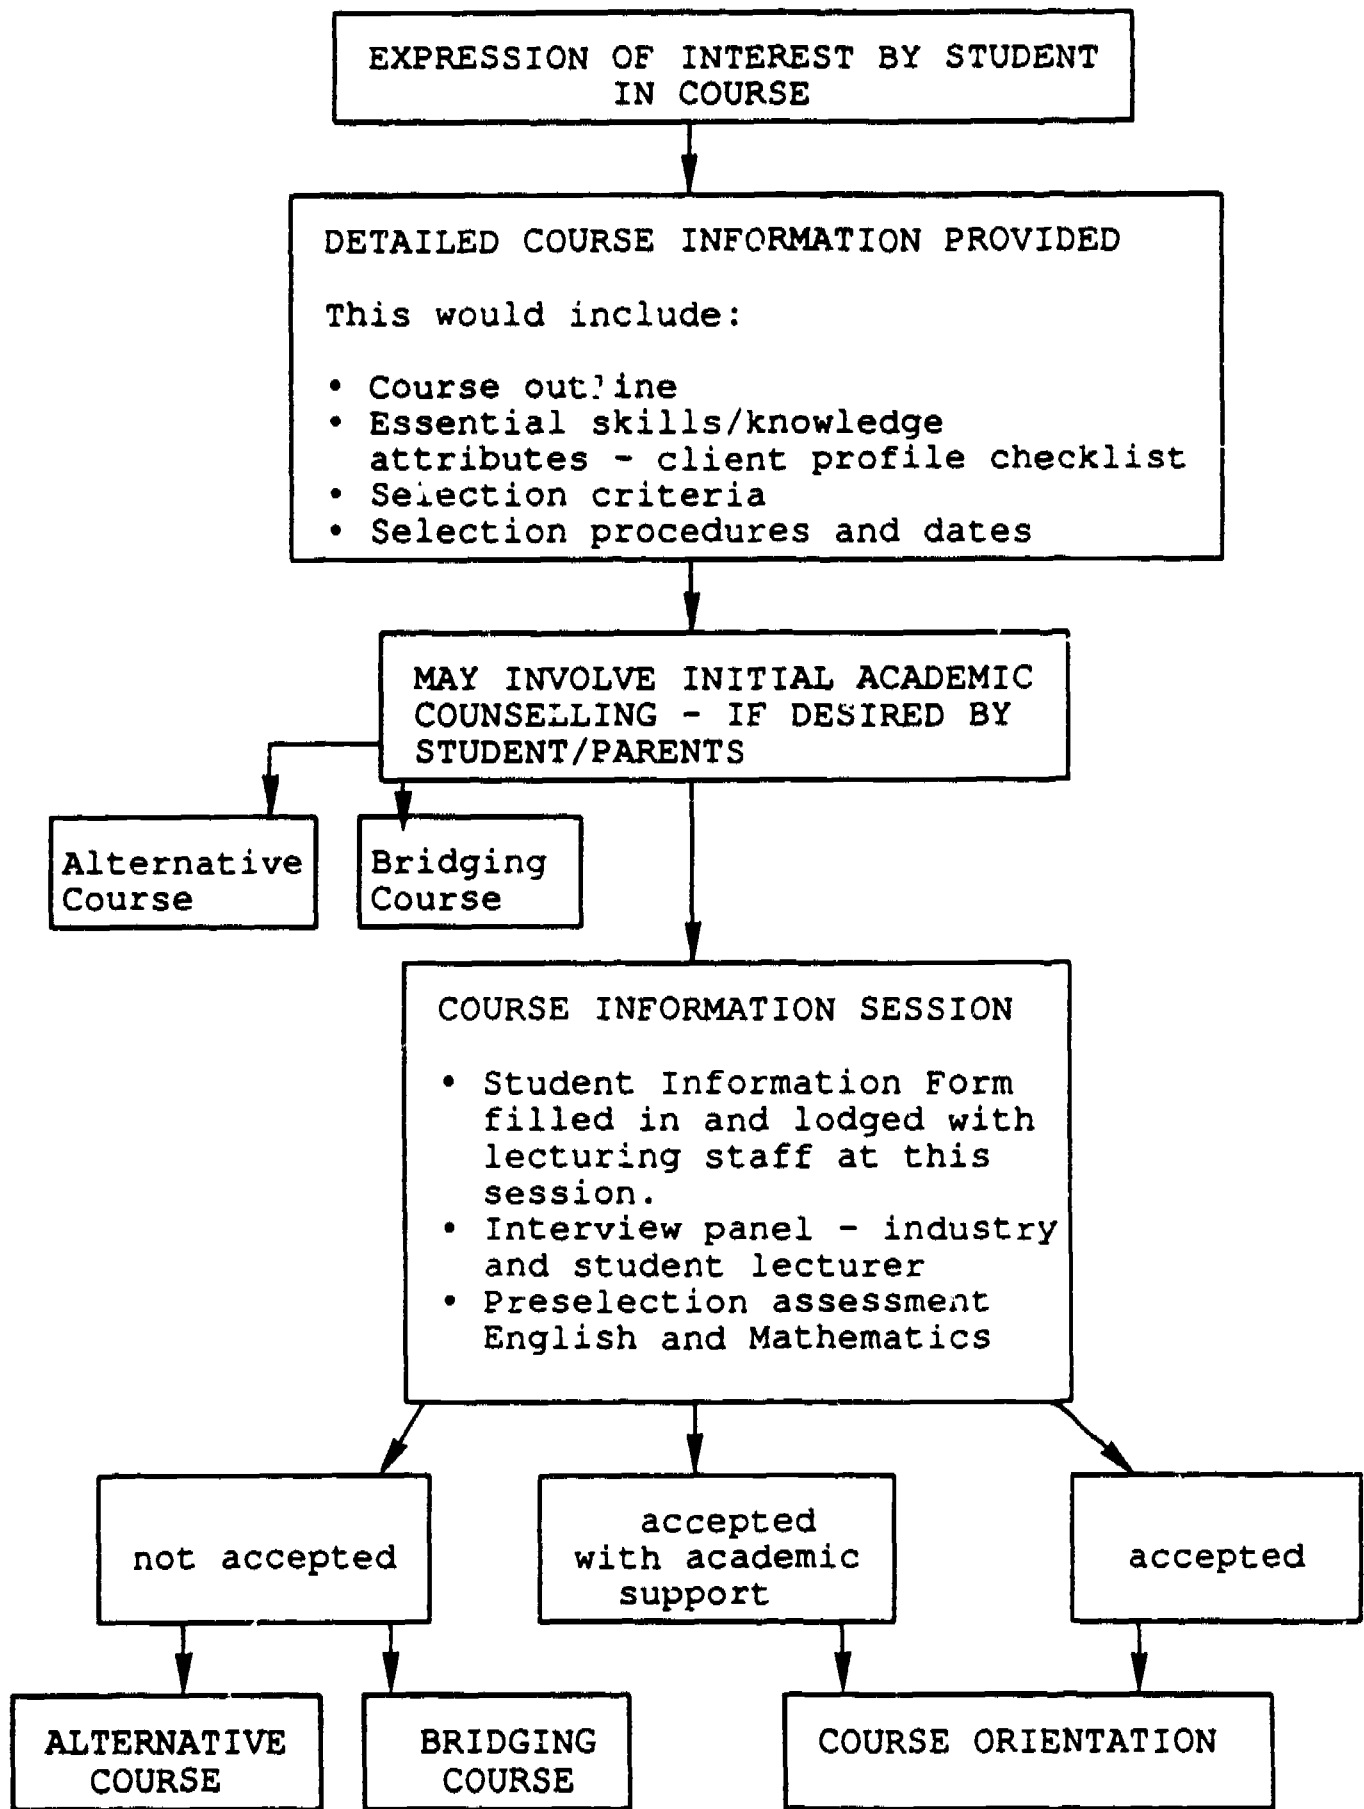 EXPRESSION OF INTEREST BY STUDENT
IN COURSE
DETAILED COURSE INFORMATION PROVIDED
This would include:
• Course outline
• Essential skills/knowledge
attributes - client profile checklist
• Selection criteria
• Selection procedures and dates
MAY INVOLVE INITIAL ACADEMIC
COUNSELLING - IF DESIRED BY
STUDENT/PARENTS
Alternative
Course
Bridging
Course
COURSE INFORMATION SESSION
• Student Information Form
filled in and lodged with
lecturing staff at this
session.
• Interview panel - industry
and student lecturer
• Preselection assessment
English and Mathematics
not accepted
accepted
with academic
support
accepted
ALTERNATIVE
COURSE
BRIDGING
COURSE
COURSE ORIENTATION